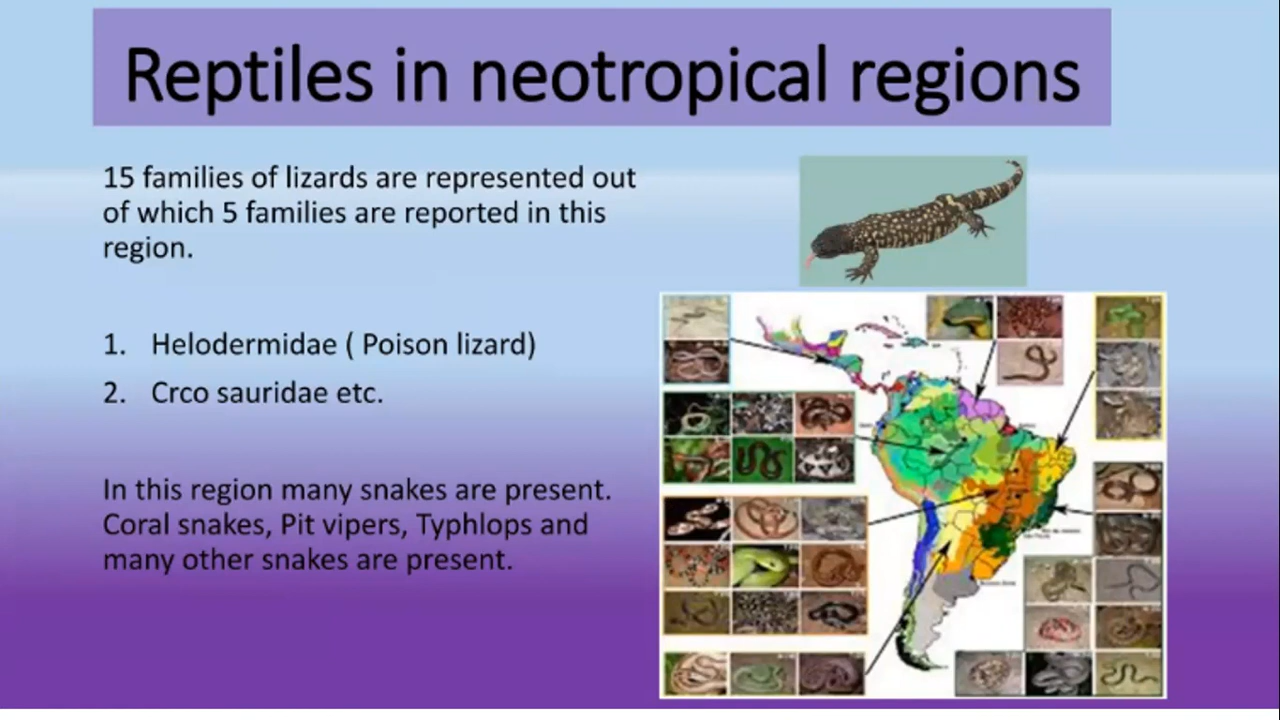 Reptiles in neotropical regions
15 families of lizards are represented out
of which 5 families are reported in this
region.
1. Helodermidae ( Poison lizard)
2. Crco sauridae etc.
In this region many snakes are present.
Coral snakes, Pit vipers, Typhlops and
many other snakes are present.